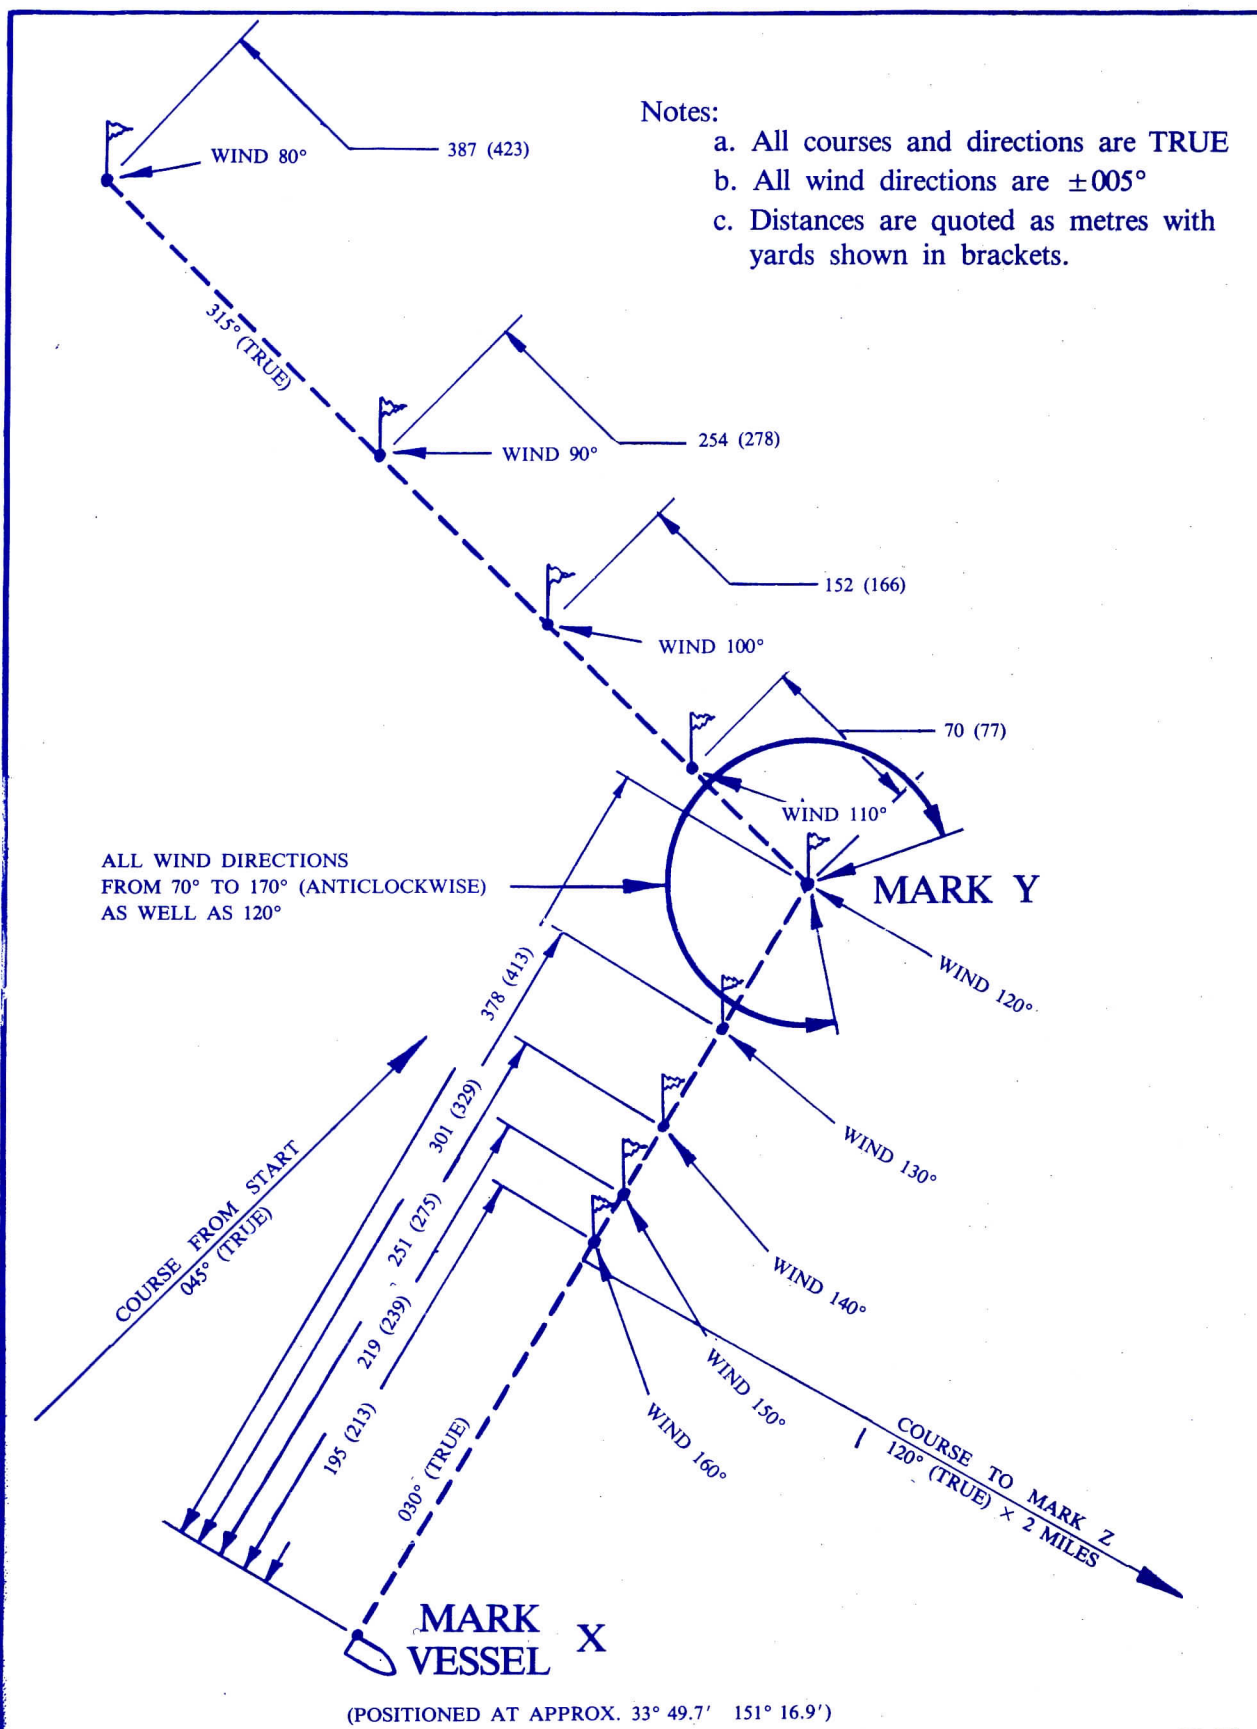 Notes:
a. All courses and directions are TRUE
b. All wind directions are ±005°
c. Distances are quoted as metres with
yards shown in brackets.
WIND 80°
387 (423)
315° (TRUE)
254 (278)
WIND 90°
152 (166)
WIND 100°
70 (77)
WIND 110°
ALL WIND DIRECTIONS
FROM 70° TO 170° (ANTICLOCKWISE)
AS WELL AS 120°
MARK Y
WIND 120°
378 (413)
301 (329)
251 (275)
219 (239)
195 (213)
WIND 130°
WIND 140°
WIND 150°
WIND 160°
COURSE FROM START
045° (TRUE)
030° (TRUE)
COURSE TO MARK Z
120° (TRUE) × 2 MILES
MARK
VESSEL X
(POSITIONED AT APPROX. 33° 49.7′ 151° 16.9′)